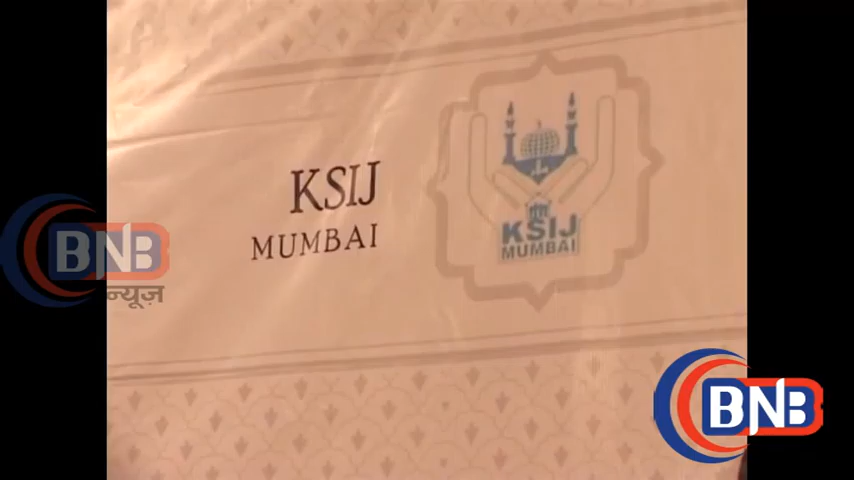 KSIJ
MUMBAI
KSIJ
MUMBAI
BNB
न्यूज़
BNB